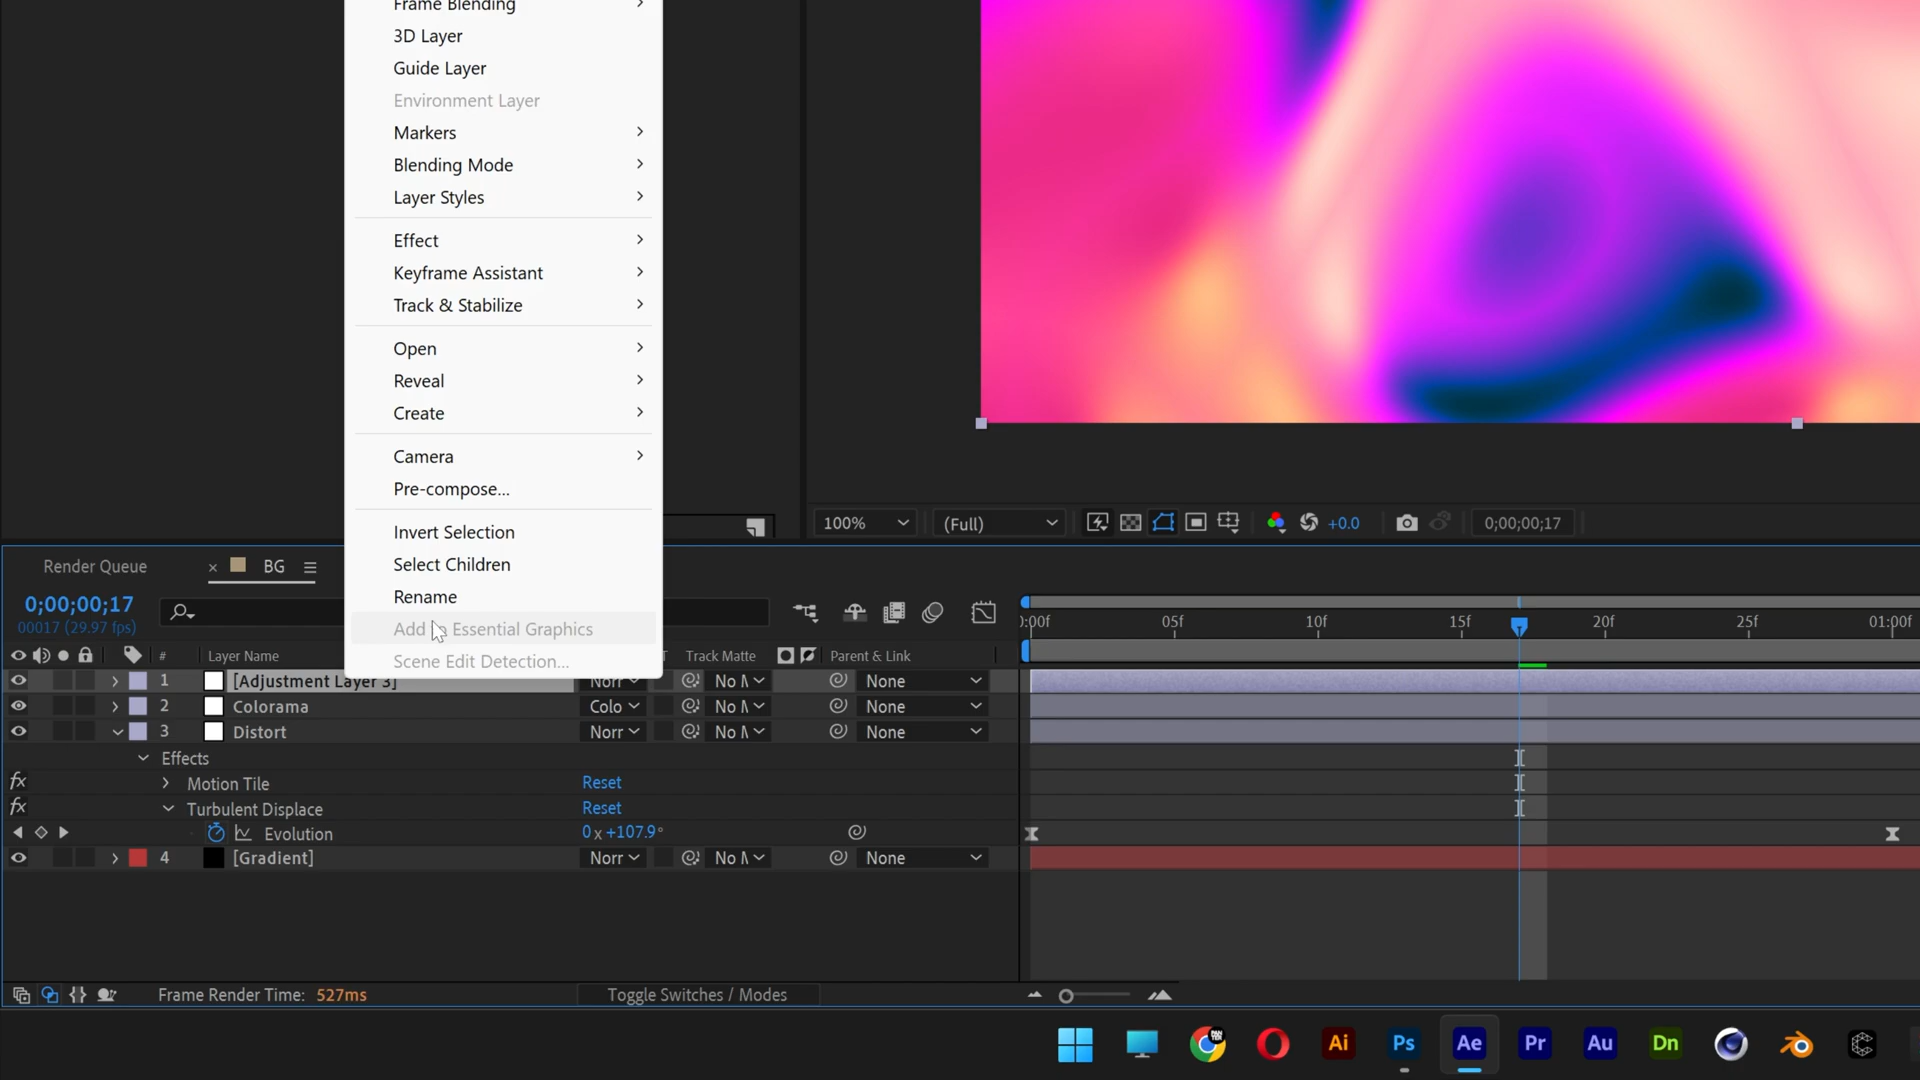 Frame Blending
3D Layer
Guide Layer
Environment Layer
Markers
Blending Mode
Layer Styles
Effect
Keyframe Assistant
Track & Stabilize
Open
Reveal
Create
Camera
Pre-compose...
Invert Selection
Select Children
Rename
Add Essential Graphics
Scene Edit Detection...
100% (Full) +0.0 0;00;00;17
Render Queue × BG
0;00;00;17
00017 (29.97 fps)
:00f 05f 10f 15f 20f 25f 01:00f
# Layer Name T Track Matte Parent & Link
1 [Adjustment Layer 3] Norr No M None
2 Colorama Colo No M None
3 Distort Norr No M None
Effects
fx Motion Tile Reset
fx Turbulent Displace Reset
Evolution 0x+107.9°
4 [Gradient] Norr No M None
Frame Render Time: 527ms Toggle Switches / Modes
Ai Ps Ae Pr Au Dn